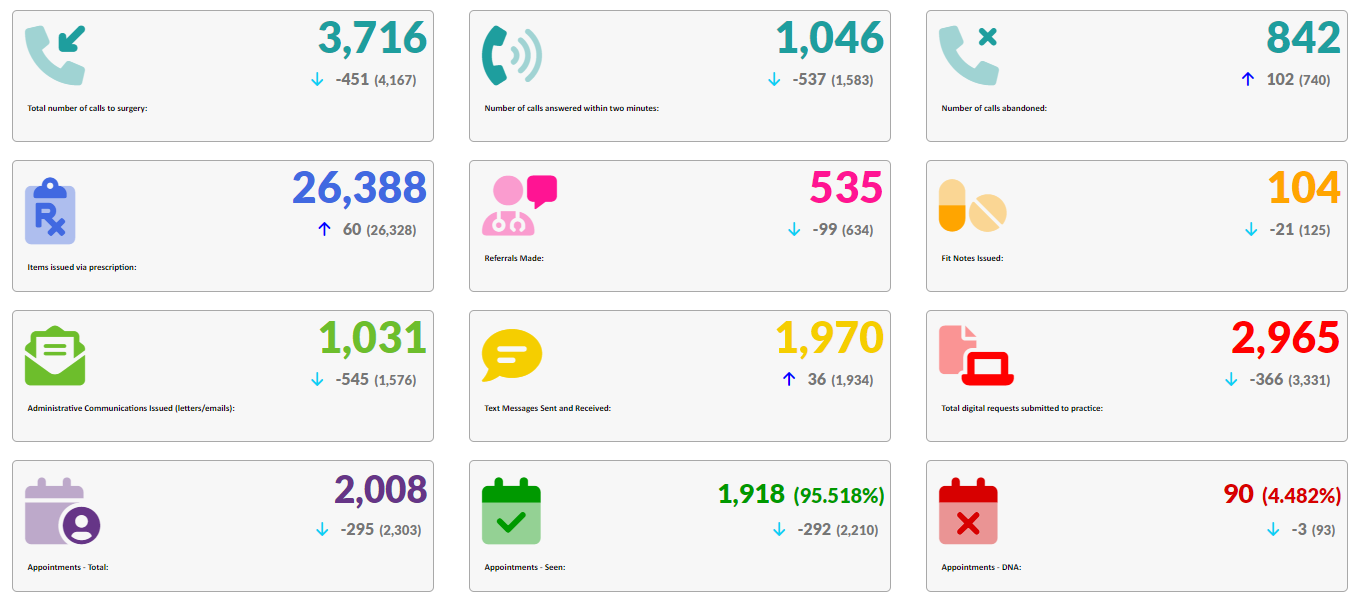 3,716
↓ -451 (4,167)
Total number of calls to surgery:
1,046
↓ -537 (1,583)
Number of calls answered within two minutes:
842
↑ 102 (740)
Number of calls abandoned:
Rx
26,388
↑ 60 (26,328)
Items issued via prescription:
535
↓ -99 (634)
Referrals Made:
104
↓ -21 (125)
Fit Notes Issued:
1,031
↓ -545 (1,576)
Administrative Communications Issued (letters/emails):
1,970
↑ 36 (1,934)
Text Messages Sent and Received:
2,965
↓ -366 (3,331)
Total digital requests submitted to practice:
2,008
↓ -295 (2,303)
Appointments - Total:
1,918 (95.518%)
↓ -292 (2,210)
Appointments - Seen:
90 (4.482%)
↓ -3 (93)
Appointments - DNA: